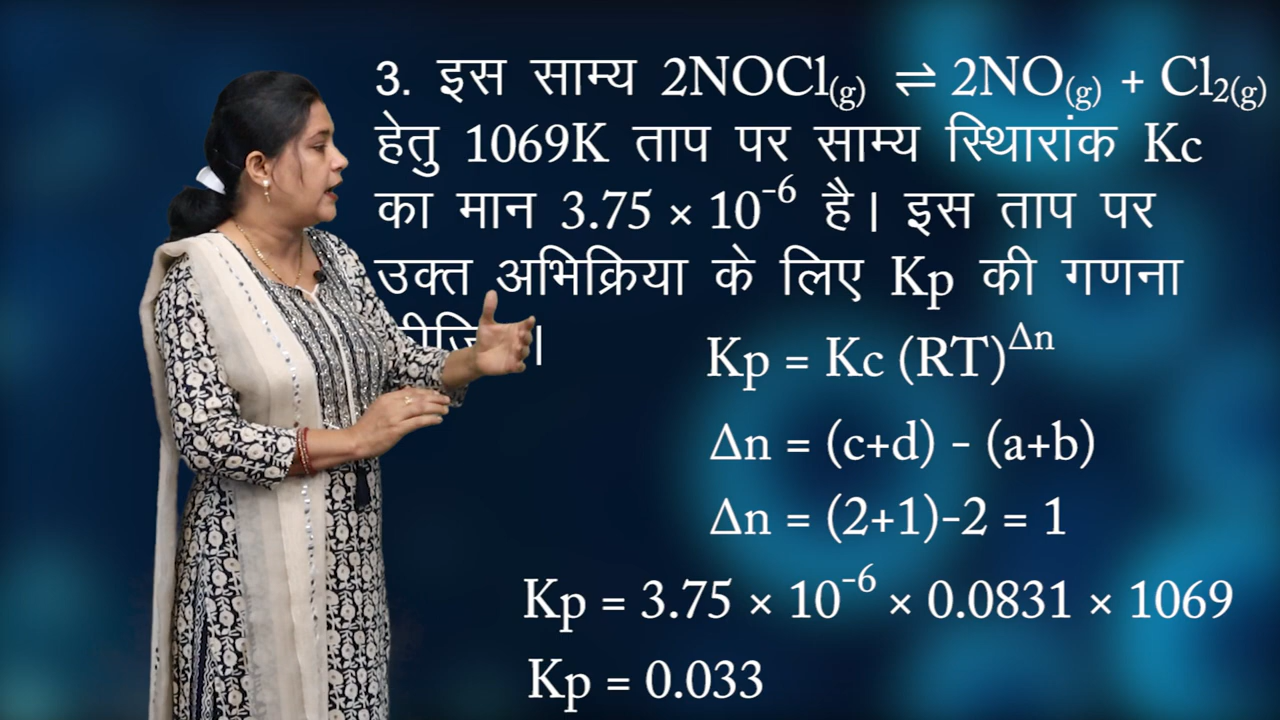 3. इस साम्य 2NOCl(g) ⇌ 2NO(g) + Cl2(g)
हेतु 1069K ताप पर साम्य स्थिारांक Kc
का मान 3.75 × 10⁻⁶ है। इस ताप पर
उक्त अभिक्रिया के लिए Kp की गणना
।
Kp = Kc (RT)^Δn
Δn = (c+d) - (a+b)
Δn = (2+1)-2 = 1
Kp = 3.75 × 10⁻⁶ × 0.0831 × 1069
Kp = 0.033